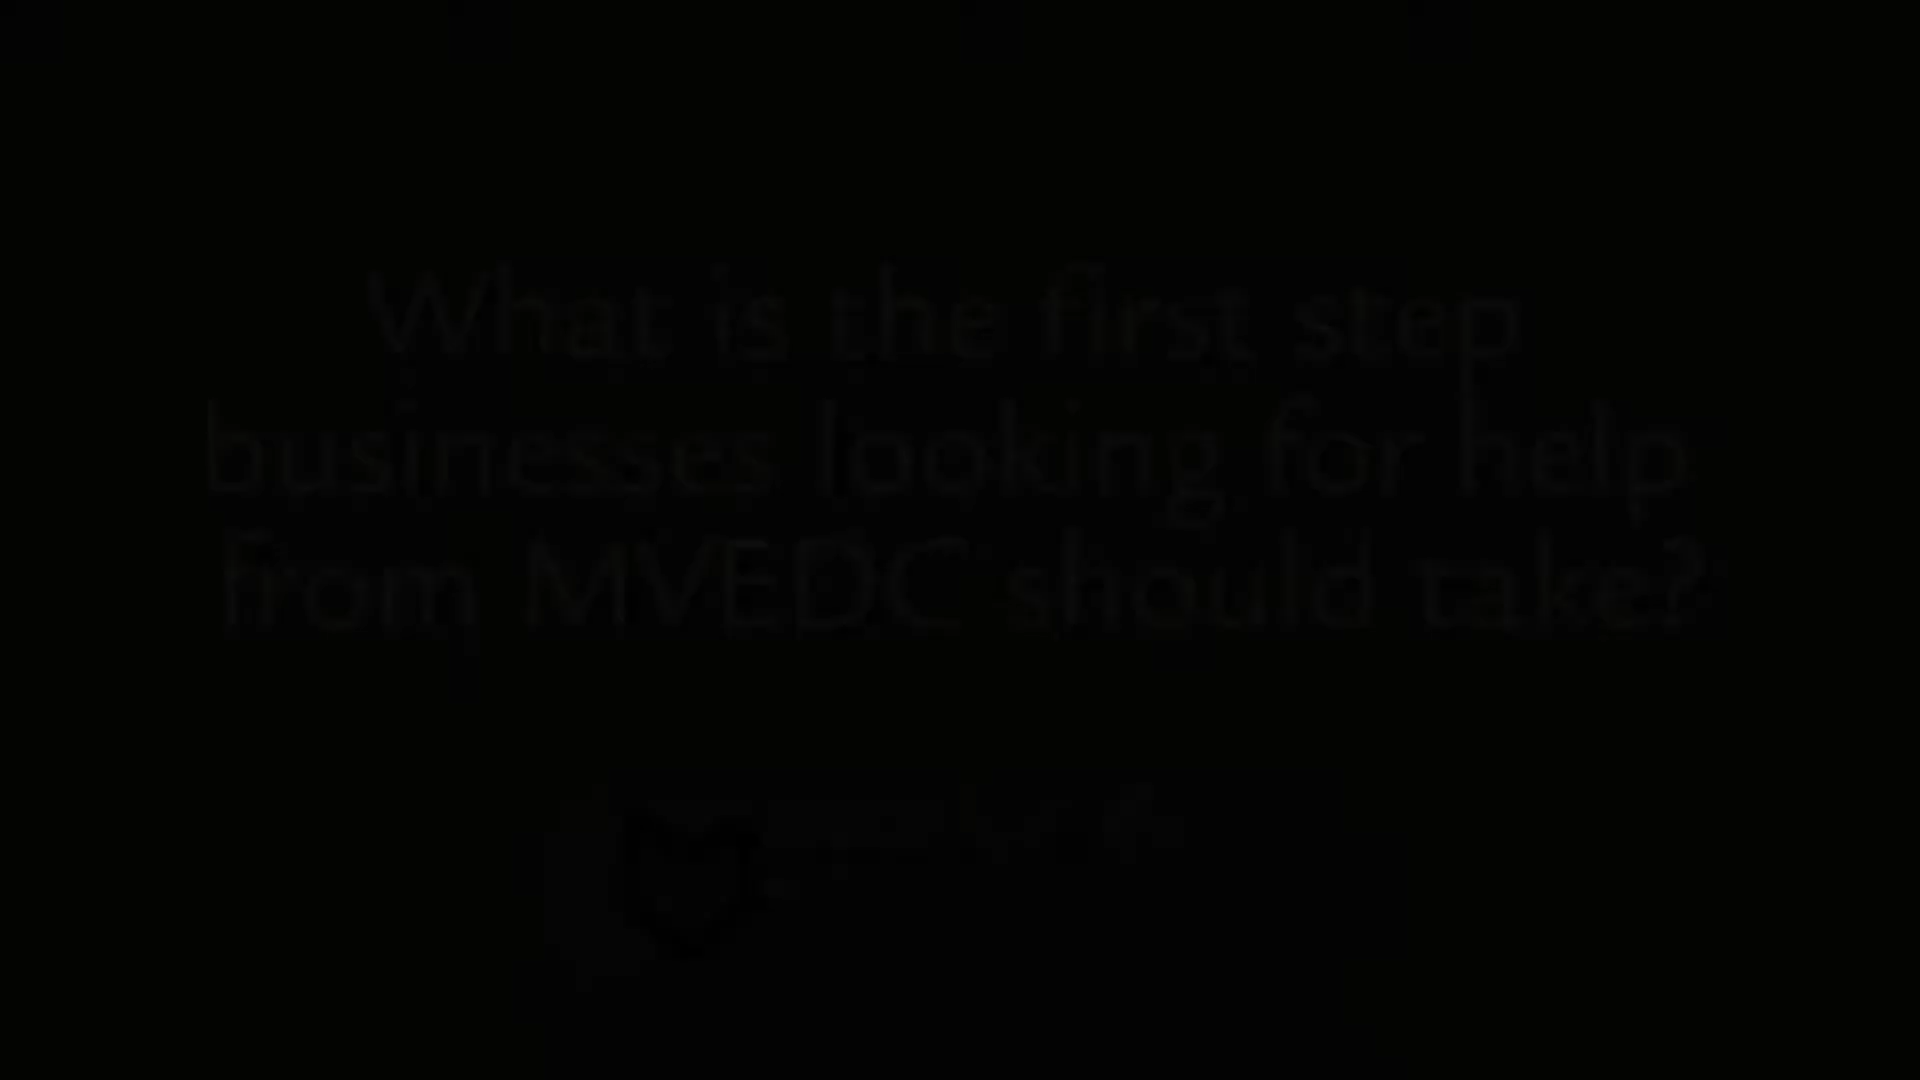 What is the first step
businesses looking for help
from MVEDC should take?